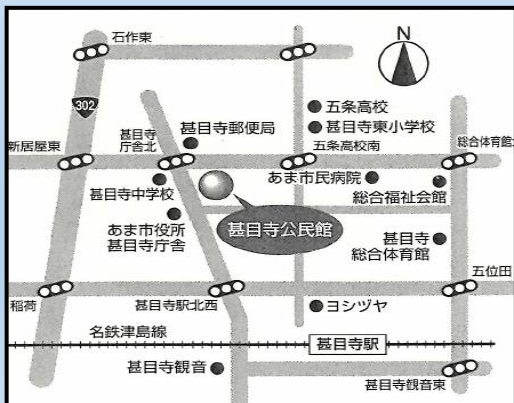 石作東
N
302
五条高校
甚目寺東小学校
甚目寺
庁舎北
甚目寺郵便局
新居屋東
五条高校南
総合体育館北
甚目寺中学校
あま市民病院
総合福祉会館
あま市役所
甚目寺庁舎
甚目寺公民館
甚目寺
総合体育館
五位田
稲荷
甚目寺駅北西
ヨシヅヤ
名鉄津島線
甚目寺駅
甚目寺観音
甚目寺観音東